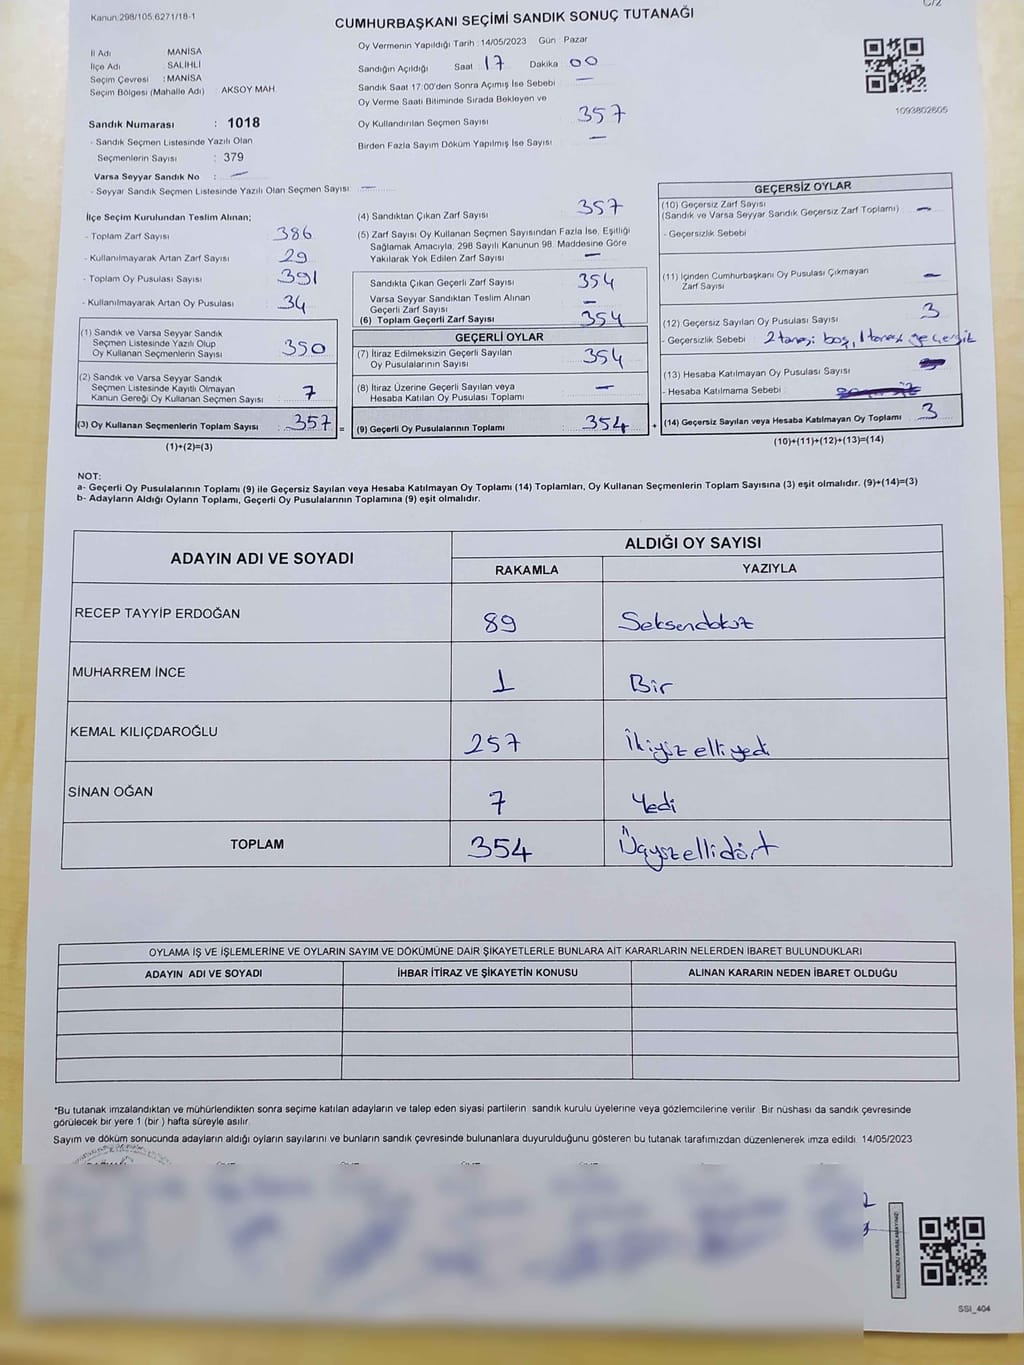 Kanun 298/105,6271/18-1
C/2
CUMHURBAŞKANI SEÇİMİ SANDIK SONUÇ TUTANAĞI
İl Adı : MANİSA
İlçe Adı : SALİHLİ
Seçim Çevresi : MANİSA
Seçim Bölgesi (Mahalle Adı) : AKSOY MAH.
Sandık Numarası : 1018
- Sandık Seçmen Listesinde Yazılı Olan
Seçmenlerin Sayısı : 379
Varsa Seyyar Sandık No : —
- Seyyar Sandık Seçmen Listesinde Yazılı Olan Seçmen Sayısı : —
Oy Vermenin Yapıldığı Tarih : 14/05/2023 Gün : Pazar
Sandığın Açıldığı Saat 17 Dakika 00
Sandık Saat 17.00'den Sonra Açımış İse Sebebi —
Oy Verme Saati Bitiminde Sırada Bekleyen ve
Oy Kullandırılan Seçmen Sayısı 357
Birden Fazla Sayım Döküm Yapılmış İse Sayısı —
1093802605
İlçe Seçim Kurulundan Teslim Alınan;
- Toplam Zarf Sayısı 386
- Kullanılmayarak Artan Zarf Sayısı 29
- Toplam Oy Pusulası Sayısı 391
- Kullanılmayarak Artan Oy Pusulası 34
(1) Sandık ve Varsa Seyyar Sandık
Seçmen Listesinde Yazılı Olup
Oy Kullanan Seçmenlerin Sayısı 350
(2) Sandık ve Varsa Seyyar Sandık
Seçmen Listesinde Kayıtlı Olmayan
Kanun Gereği Oy Kullanan Seçmen Sayısı 7
(3) Oy Kullanan Seçmenlerin Toplam Sayısı 357 =
(1)+(2)=(3)
(4) Sandıktan Çıkan Zarf Sayısı 357
(5) Zarf Sayısı Oy Kullanan Seçmen Sayısından Fazla İse, Eşitliği
Sağlamak Amacıyla, 298 Sayılı Kanunun 98. Maddesine Göre
Yakılarak Yok Edilen Zarf Sayısı —
Sandıkta Çıkan Geçerli Zarf Sayısı 354
Varsa Seyyar Sandıktan Teslim Alınan
Geçerli Zarf Sayısı —
(6) Toplam Geçerli Zarf Sayısı 354
GEÇERLİ OYLAR
(7) İtiraz Edilmeksizin Geçerli Sayılan
Oy Pusulalarının Sayısı 354
(8) İtiraz Üzerine Geçerli Sayılan veya
Hesaba Katılan Oy Pusulası Toplamı —
(9) Geçerli Oy Pusulalarının Toplamı 354 +
GEÇERSİZ OYLAR
(10) Geçersiz Zarf Sayısı
(Sandık ve Varsa Seyyar Sandık Geçersiz Zarf Toplamı) —
- Geçersizlik Sebebi
(11) İçinden Cumhurbaşkanı Oy Pusulası Çıkmayan
Zarf Sayısı —
(12) Geçersiz Sayılan Oy Pusulası Sayısı 3
- Geçersizlik Sebebi 2 tanesi boş, 1 tanesi geçersiz
(13) Hesaba Katılmayan Oy Pusulası Sayısı
- Hesaba Katılmama Sebebi :
(14) Geçersiz Sayılan veya Hesaba Katılmayan Oy Toplamı 3
(10)+(11)+(12)+(13)=(14)
NOT:
a- Geçerli Oy Pusulalarının Toplamı (9) ile Geçersiz Sayılan veya Hesaba Katılmayan Oy Toplamı (14) Toplamları, Oy Kullanan Seçmenlerin Toplam Sayısına (3) eşit olmalıdır. (9)+(14)=(3)
b- Adayların Aldığı Oyların Toplamı, Geçerli Oy Pusulalarının Toplamına (9) eşit olmalıdır.
ADAYIN ADI VE SOYADI ALDIĞI OY SAYISI
RAKAMLA YAZIYLA
RECEP TAYYİP ERDOĞAN 89 Seksendokuz
MUHARREM İNCE 1 Bir
KEMAL KILIÇDAROĞLU 257 İkiyüzelliyedi
SİNAN OĞAN 7 Yedi
TOPLAM 354 Üçyüzellidört
OYLAMA İŞ VE İŞLEMLERİNE VE OYLARIN SAYIM VE DÖKÜMÜNE DAİR ŞİKAYETLERLE BUNLARA AİT KARARLARIN NELERDEN İBARET BULUNDUKLARI
ADAYIN ADI VE SOYADI İHBAR İTİRAZ VE ŞİKAYETİN KONUSU ALINAN KARARIN NEDEN İBARET OLDUĞU
*Bu tutanak imzalandıktan ve mühürlendikten sonra seçime katılan adayların ve talep eden siyasi partilerin sandık kurulu üyelerine veya gözlemcilerine verilir. Bir nüshası da sandık çevresinde
görülecek bir yere 1 (bir) hafta süreyle asılır.
Sayım ve döküm sonucunda adayların aldığı oyların sayılarını ve bunların sandık çevresinde bulunanlara duyurulduğunu gösteren bu tutanak tarafımızdan düzenlenerek imza edildi. 14/05/2023
SSI_404